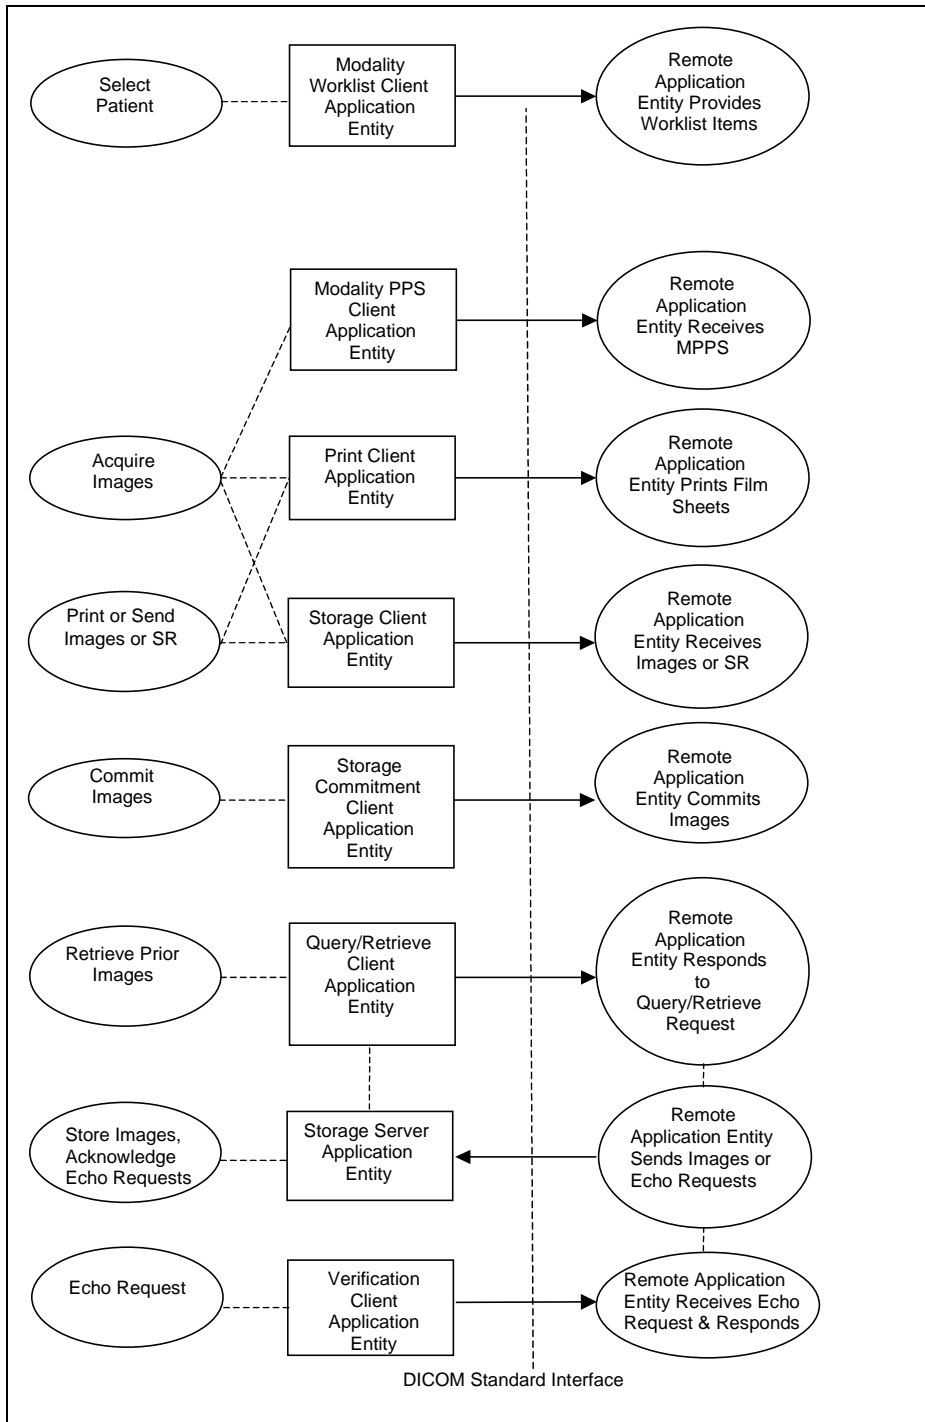 Select
Patient
Modality
Worklist Client
Application
Entity
Remote
Application
Entity Provides
Worklist Items
Modality PPS
Client
Application
Entity
Remote
Application
Entity Receives
MPPS
Acquire
Images
Print Client
Application
Entity
Remote
Application
Entity Prints Film
Sheets
Print or Send
Images or SR
Storage Client
Application
Entity
Remote
Application
Entity Receives
Images or SR
Commit
Images
Storage
Commitment
Client
Application
Entity
Remote
Application
Entity Commits
Images
Retrieve Prior
Images
Query/Retrieve
Client
Application
Entity
Remote
Application
Entity Responds
to
Query/Retrieve
Request
Store Images,
Acknowledge
Echo Requests
Storage Server
Application
Entity
Remote
Application Entity
Sends Images or
Echo Requests
Echo Request
Verification
Client
Application
Entity
Remote Application
Entity Receives Echo
Request & Responds
DICOM Standard Interface